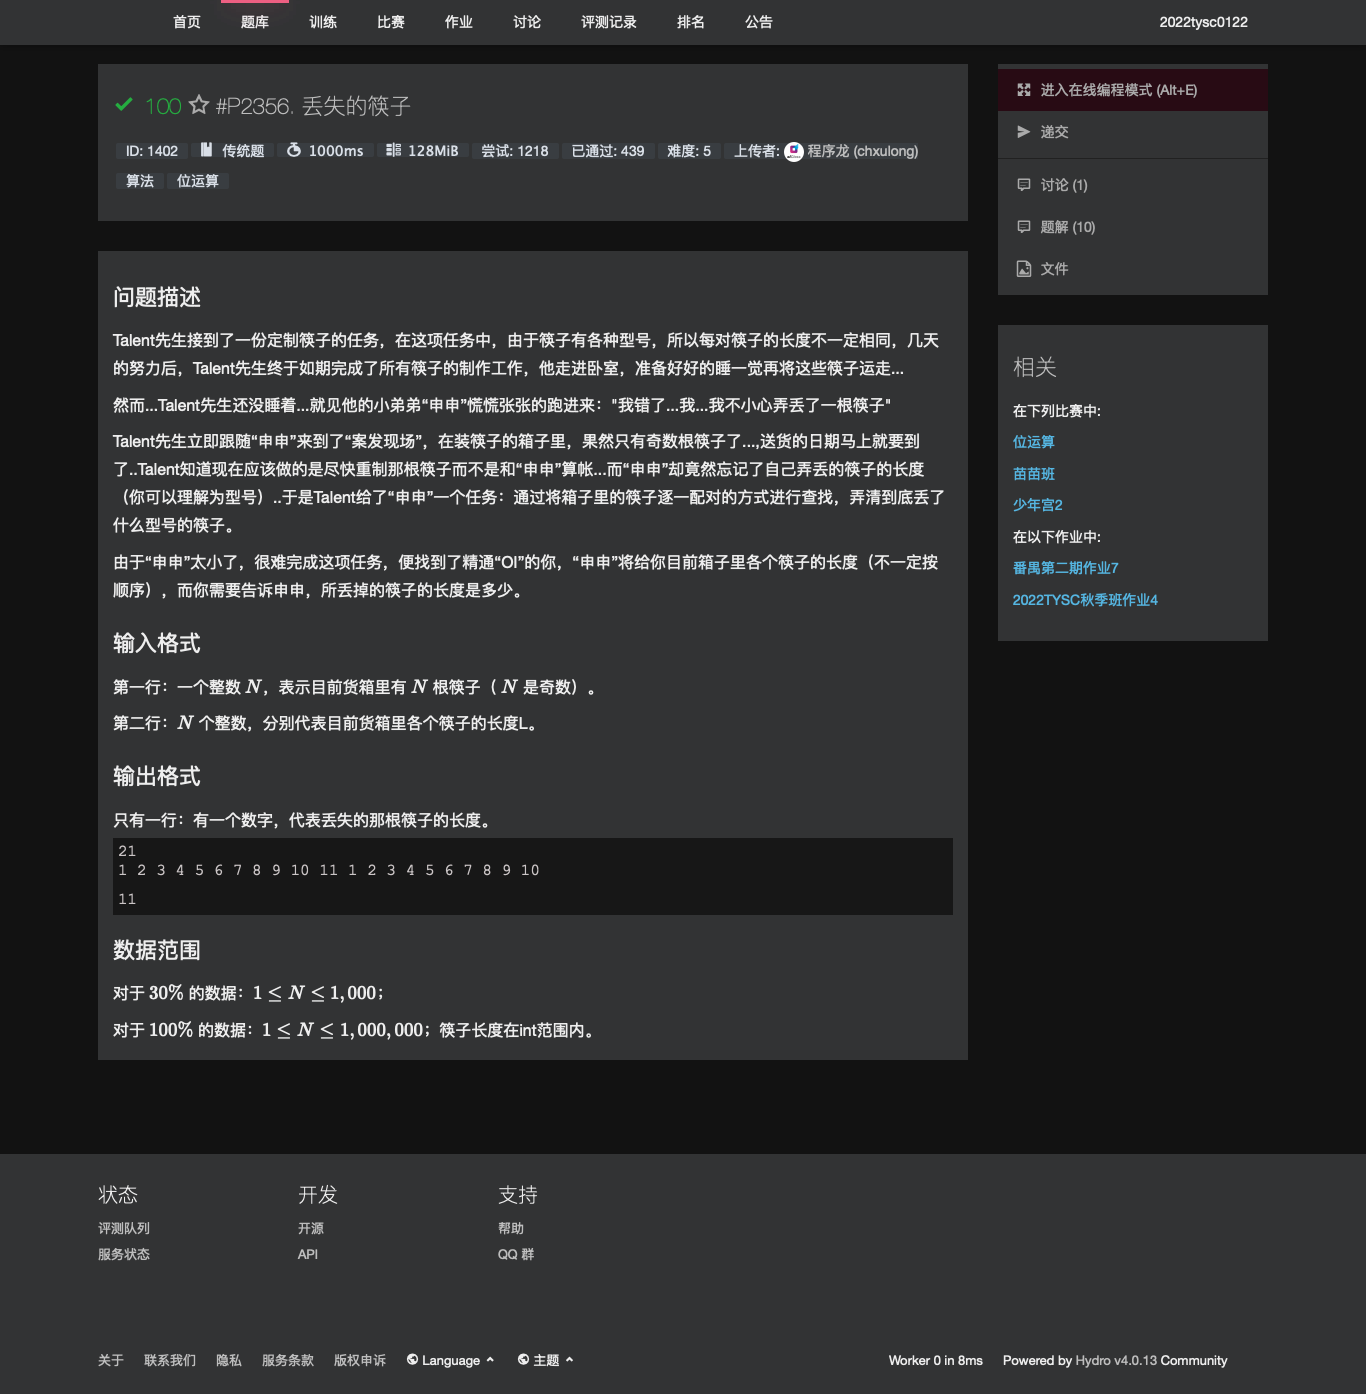 首页 题库 训练 比赛 作业 讨论 评测记录 排名 公告 2022tysc0122
100 #P2356. 丢失的筷子
ID: 1402 传统题 1000ms 128MiB 尝试: 1218 已通过: 439 难度: 5 上传者: 程序龙 (chxulong)
算法 位运算
问题描述
Talent先生接到了一份定制筷子的任务，在这项任务中，由于筷子有各种型号，所以每对筷子的长度不一定相同，几天
的努力后，Talent先生终于如期完成了所有筷子的制作工作，他走进卧室，准备好好的睡一觉再将这些筷子运走...
然而...Talent先生还没睡着...就见他的小弟弟“申申”慌慌张张的跑进来："我错了...我...我不小心弄丢了一根筷子"
Talent先生立即跟随“申申”来到了“案发现场”，在装筷子的箱子里，果然只有奇数根筷子了...,送货的日期马上就要到
了..Talent知道现在应该做的是尽快重制那根筷子而不是和“申申”算帐...而“申申”却竟然忘记了自己弄丢的筷子的长度
（你可以理解为型号）..于是Talent给了“申申”一个任务：通过将箱子里的筷子逐一配对的方式进行查找，弄清到底丢了
什么型号的筷子。
由于“申申”太小了，很难完成这项任务，便找到了精通“OI”的你，“申申”将给你目前箱子里各个筷子的长度（不一定按
顺序），而你需要告诉申申，所丢掉的筷子的长度是多少。
输入格式
第一行：一个整数 N，表示目前货箱里有 N 根筷子（ N 是奇数）。
第二行：N 个整数，分别代表目前货箱里各个筷子的长度L。
输出格式
只有一行：有一个数字，代表丢失的那根筷子的长度。
21
1 2 3 4 5 6 7 8 9 10 11 1 2 3 4 5 6 7 8 9 10
11
数据范围
对于 30% 的数据：1 ≤ N ≤ 1,000；
对于 100% 的数据：1 ≤ N ≤ 1,000,000；筷子长度在int范围内。
进入在线编程模式 (Alt+E)
递交
讨论 (1)
题解 (10)
文件
相关
在下列比赛中:
位运算
苗苗班
少年宫2
在以下作业中:
番禺第二期作业7
2022TYSC秋季班作业4
状态 开发 支持
评测队列 开源 帮助
服务状态 API QQ 群
关于 联系我们 隐私 服务条款 版权申诉 Language 主题 Worker 0 in 8ms Powered by Hydro v4.0.13 Community